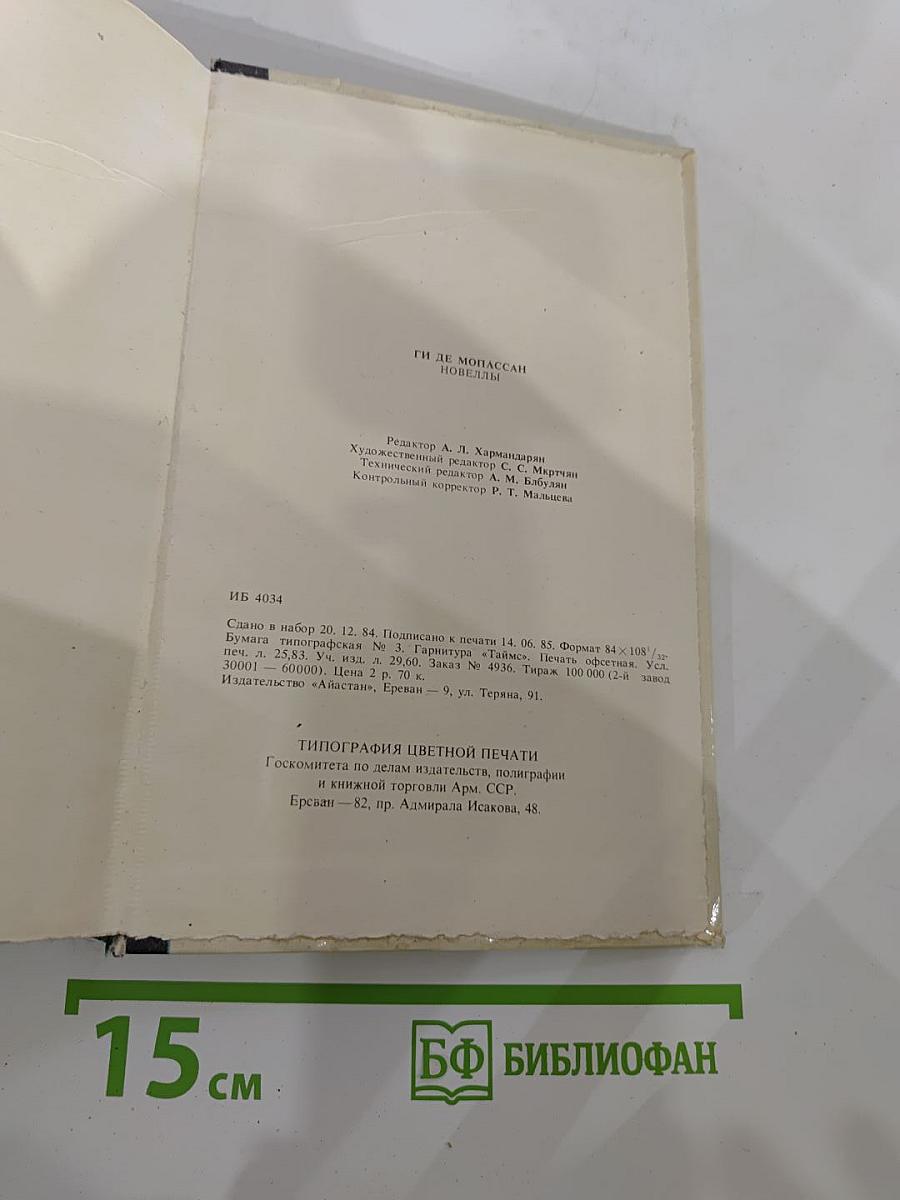 ГИ ДЕ МОПАССАН
НОВЕЛЛЫ
Редактор А. Л. Хармандарян
Художественный редактор С. С. Мкртчян
Технический редактор А. М. Блбулян
Контрольный корректор Р. Т. Мальцева
ИБ 4034
Сдано в набор 20. 12. 84. Подписано к печати 14. 06. 85. Формат 84×108¹/₃₂.
Бумага типографская № 3. Гарнитура «Таймс». Печать офсетная. Усл.
печ. л. 25,83. Уч. изд. л. 29,60. Заказ № 4936. Тираж 100 000 (2-й завод
30001 — 60000). Цена 2 р. 70 к.
Издательство «Айастан», Ереван — 9, ул. Теряна, 91.
ТИПОГРАФИЯ ЦВЕТНОЙ ПЕЧАТИ
Госкомитета по делам издательств, полиграфии
и книжной торговли Арм. ССР.
Ереван — 82, пр. Адмирала Исакова, 48.
15 см
БФ БИБЛИОФАН